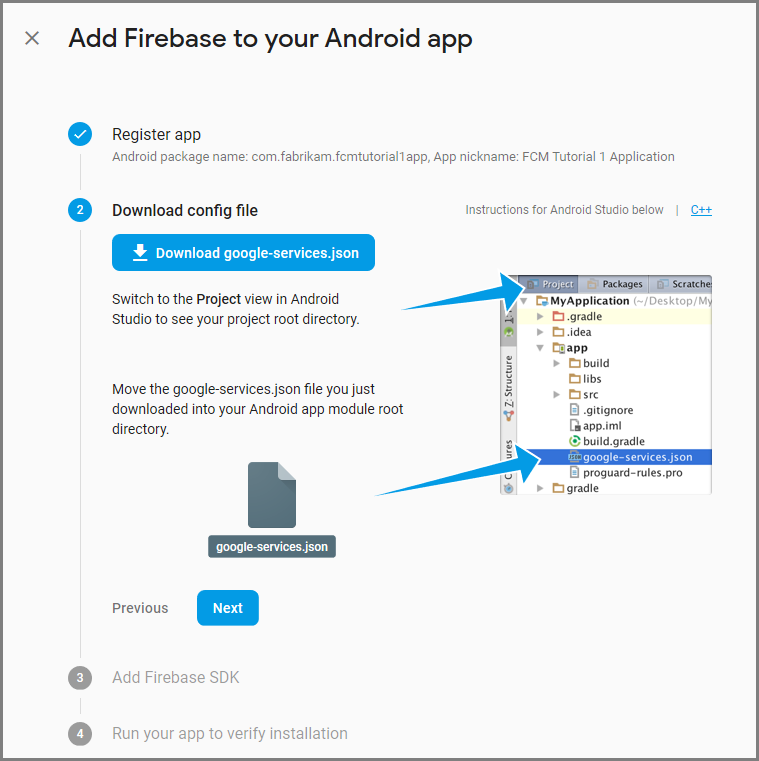 Add Firebase to your Android app
Register app
Android package name: com.fabrikam.fcmtutorial1app, App nickname: FCM Tutorial 1 Application
2
Download config file
Instructions for Android Studio below | C++
Download google-services.json
Switch to the Project view in Android
Studio to see your project root directory.
Move the google-services.json file you just
downloaded into your Android app module root
directory.
google-services.json
Project Packages Scratches
MyApplication (~/Desktop/My
.gradle
.idea
app
build
libs
src
.gitignore
app.iml
build.gradle
google-services.json
proguard-rules.pro
gradle
Z: Structure
Previous
Next
3
Add Firebase SDK
4
Run your app to verify installation